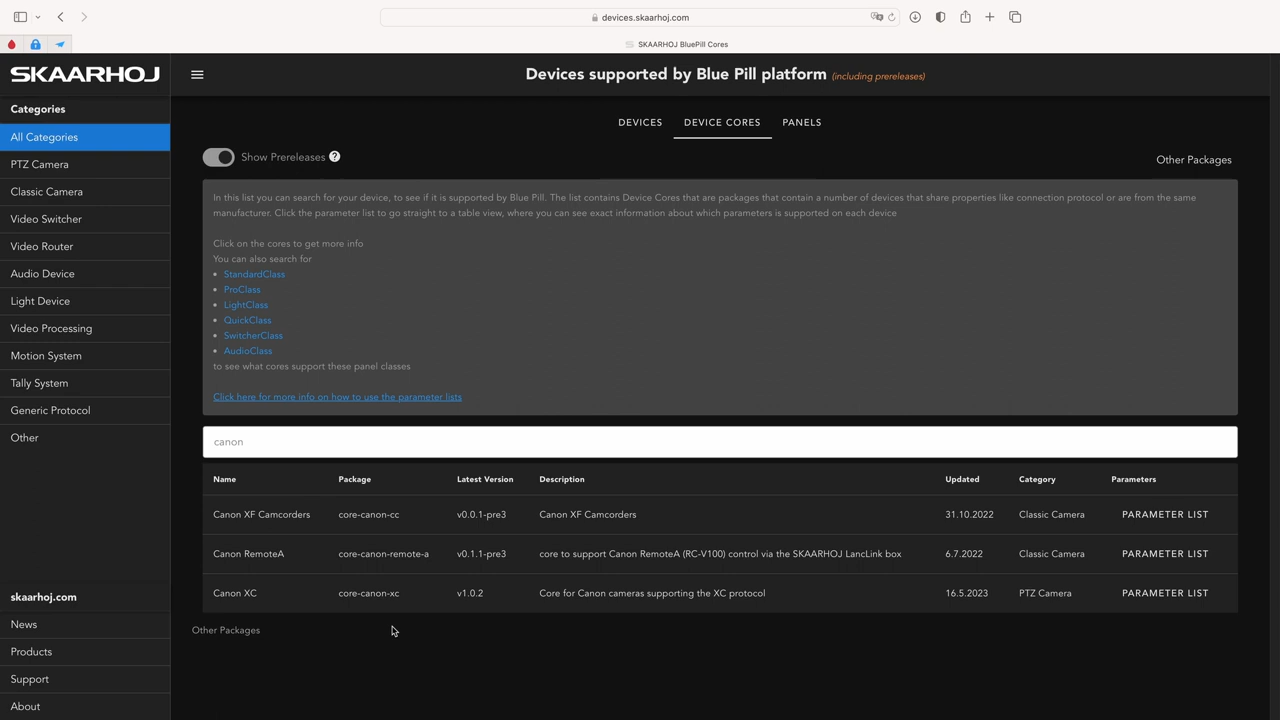 devices.skaarhoj.com
SKAARHOJ BluePill Cores
SKAARHOJ
Categories
All Categories
PTZ Camera
Classic Camera
Video Switcher
Video Router
Audio Device
Light Device
Video Processing
Motion System
Tally System
Generic Protocol
Other
skaarhoj.com
News
Products
Support
About
Devices supported by Blue Pill platform (including prereleases)
DEVICES DEVICE CORES PANELS
Show Prereleases ?
Other Packages
In this list you can search for your device, to see if it is supported by Blue Pill. The list contains Device Cores that are packages that contain a number of devices that share properties like connection protocol or are from the same
manufacturer. Click the parameter list to go straight to a table view, where you can see exact information about which parameters is supported on each device
Click on the cores to get more info
You can also search for
• StandardClass
• ProClass
• LightClass
• QuickClass
• SwitcherClass
• AudioClass
to see what cores support these panel classes
Click here for more info on how to use the parameter lists
canon
Name Package Latest Version Description Updated Category Parameters
Canon XF Camcorders core-canon-cc v0.0.1-pre3 Canon XF Camcorders 31.10.2022 Classic Camera PARAMETER LIST
Canon RemoteA core-canon-remote-a v0.1.1-pre3 core to support Canon RemoteA (RC-V100) control via the SKAARHOJ LancLink box 6.7.2022 Classic Camera PARAMETER LIST
Canon XC core-canon-xc v1.0.2 Core for Canon cameras supporting the XC protocol 16.5.2023 PTZ Camera PARAMETER LIST
Other Packages